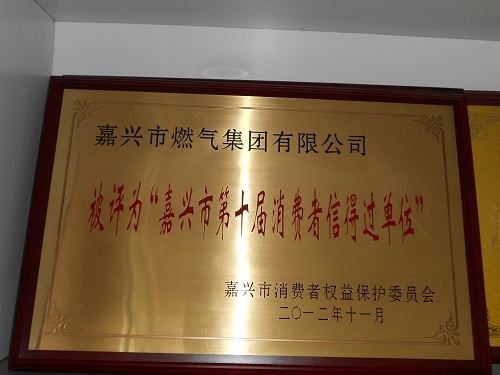 嘉兴市燃气集团有限公司
被评为“嘉兴市第十届消费者信得过单位”
嘉兴市消费者权益保护委员会
二〇一二年十一月